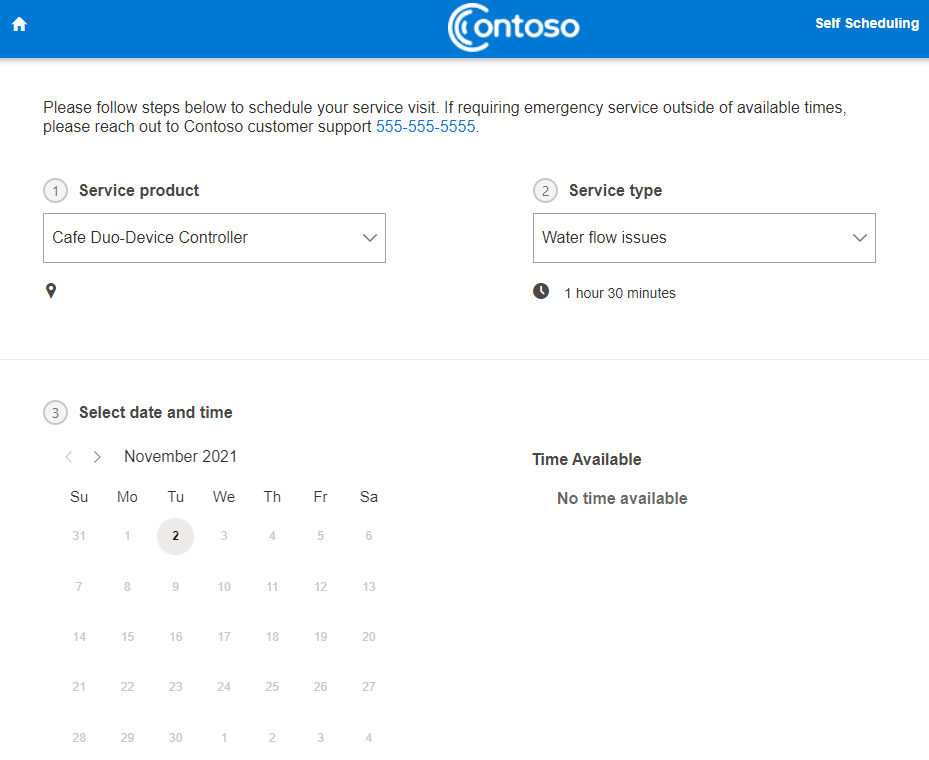 Contoso
Self Scheduling
Please follow steps below to schedule your service visit. If requiring emergency service outside of available times,
please reach out to Contoso customer support 555-555-5555.
1 Service product
2 Service type
Cafe Duo-Device Controller
Water flow issues
1 hour 30 minutes
3 Select date and time
November 2021
Time Available
Su Mo Tu We Th Fr Sa
No time available
31 1 2 3 4 5 6
7 8 9 10 11 12 13
14 15 16 17 18 19 20
21 22 23 24 25 26 27
28 29 30 1 2 3 4